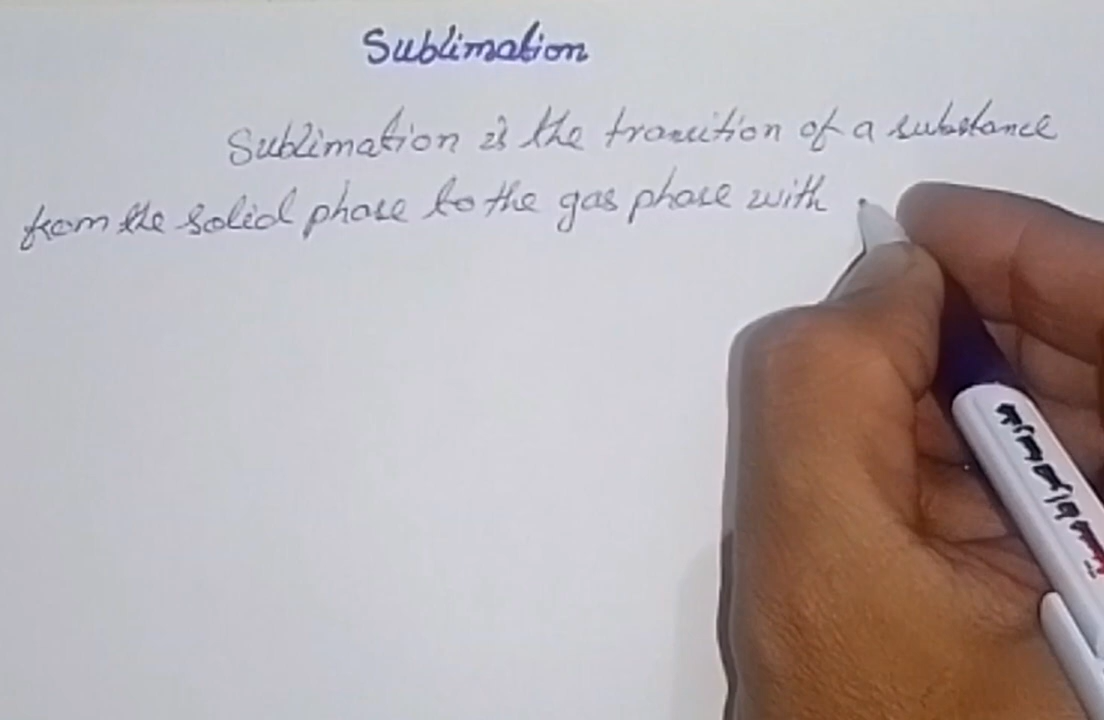 Sublimation
Sublimation is the transition of a substance
from the solid phase to the gas phase with